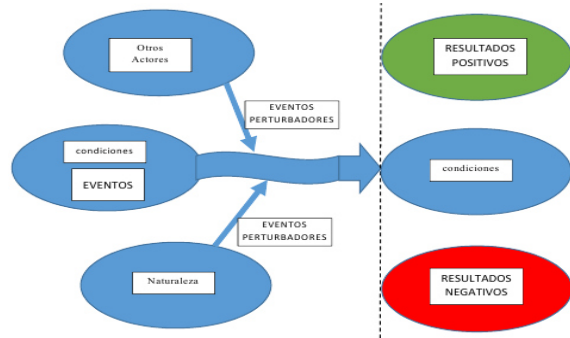 Otros
Actores
RESULTADOS
POSITIVOS
EVENTOS
PERTURBADORES
condiciones
EVENTOS
condiciones
EVENTOS
PERTURBADORES
Naturaleza
RESULTADOS
NEGATIVOS